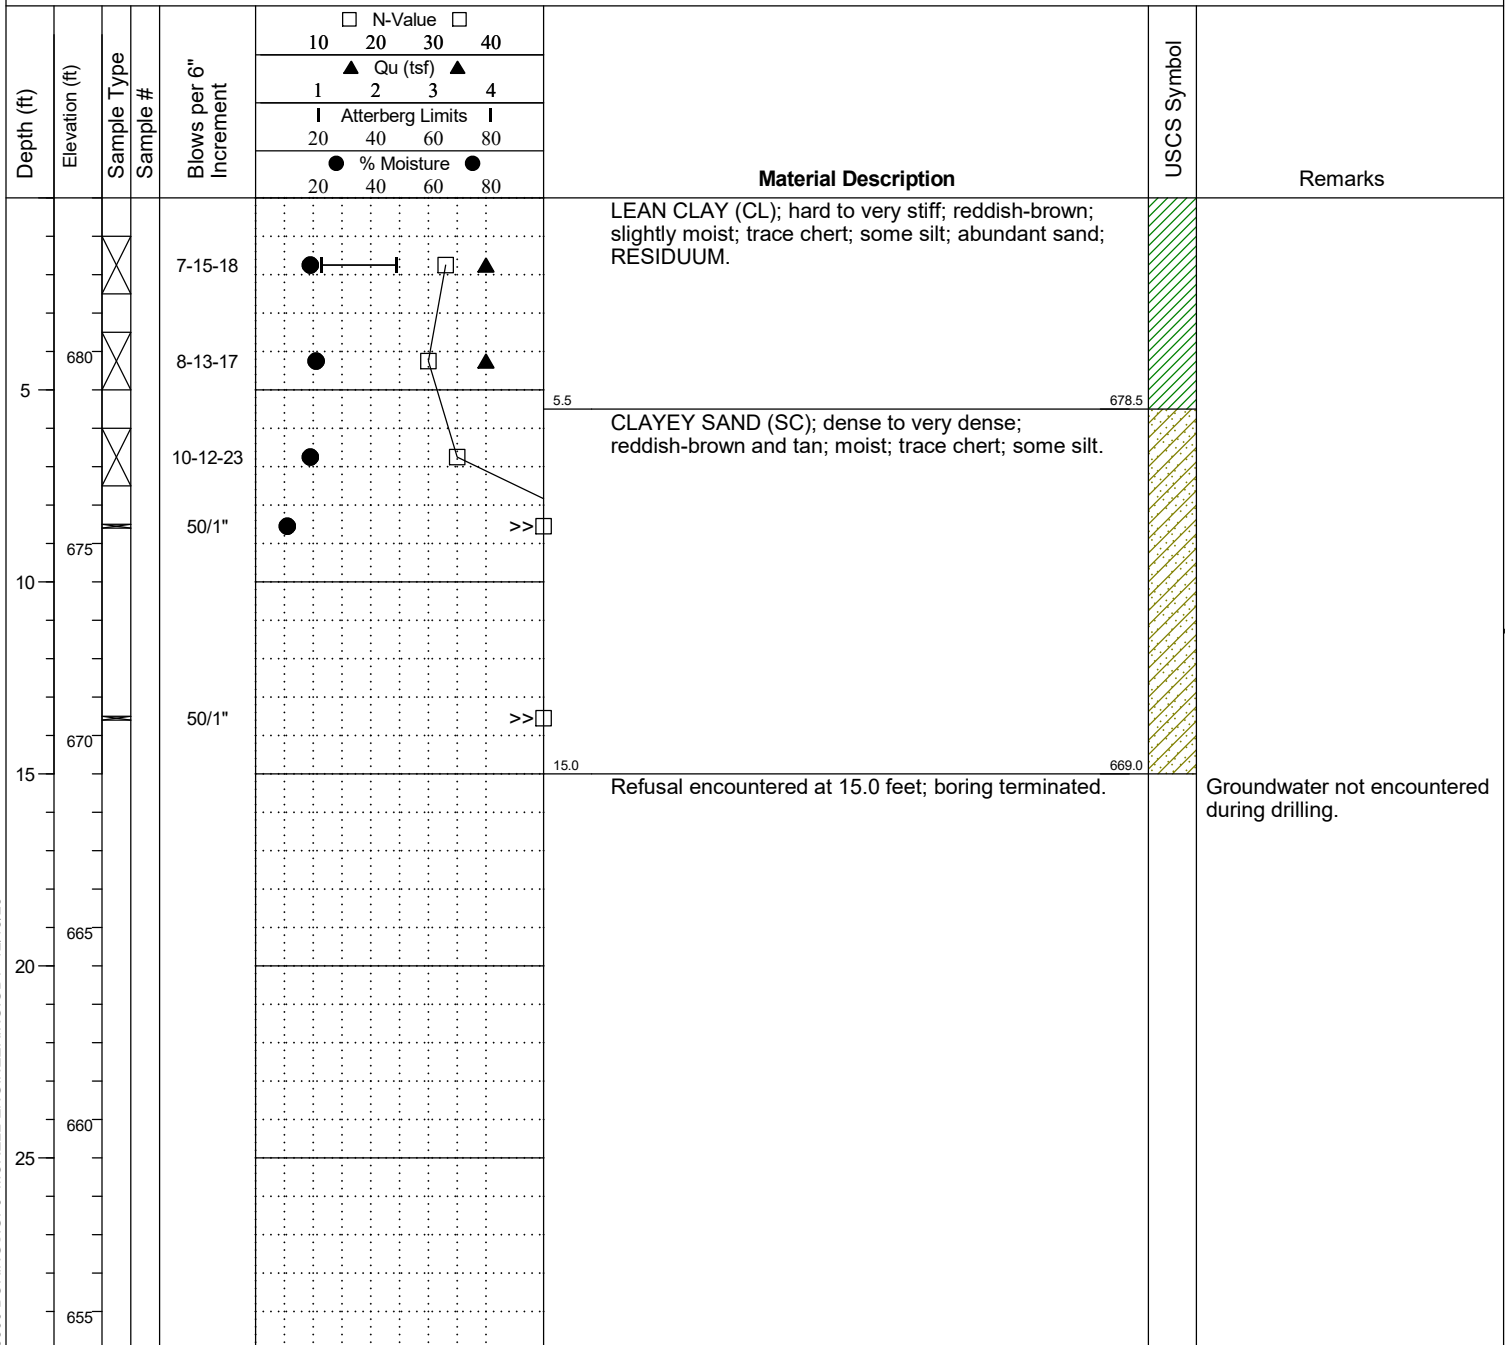 Depth (ft)
Elevation (ft)
Sample Type
Sample #
Blows per 6"
Increment
N-Value
10 20 30 40
Qu (tsf)
1 2 3 4
Atterberg Limits
20 40 60 80
% Moisture
20 40 60 80
Material Description
USCS Symbol
Remarks
LEAN CLAY (CL); hard to very stiff; reddish-brown;
slightly moist; trace chert; some silt; abundant sand;
RESIDUUM.
7-15-18
680
8-13-17
5
5.5 678.5
CLAYEY SAND (SC); dense to very dense;
reddish-brown and tan; moist; trace chert; some silt.
10-12-23
50/1" >>
675
10
50/1" >>
670
15
15.0 669.0
Refusal encountered at 15.0 feet; boring terminated.
Groundwater not encountered
during drilling.
665
20
660
25
655